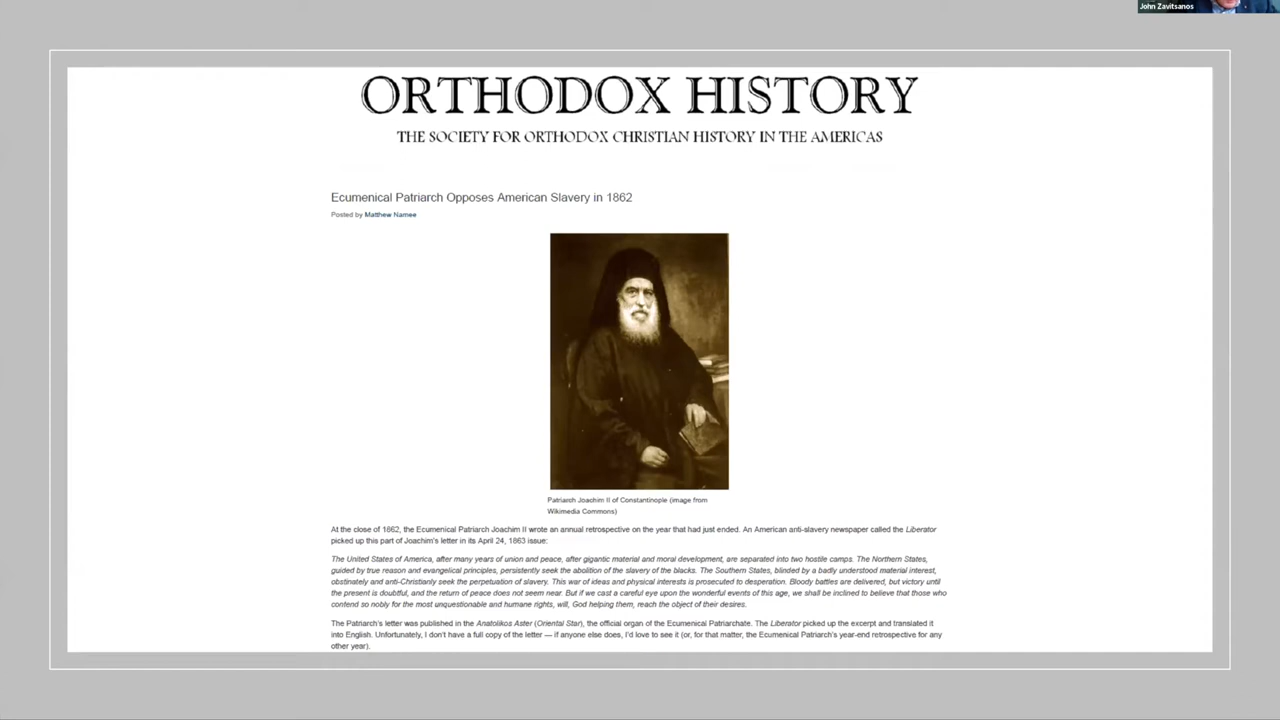 John Zavitsanos
ORTHODOX HISTORY
THE SOCIETY FOR ORTHODOX CHRISTIAN HISTORY IN THE AMERICAS
Ecumenical Patriarch Opposes American Slavery in 1862
Posted by Matthew Namee
Patriarch Joachim II of Constantinople (image from
Wikimedia Commons)
At the close of 1862, the Ecumenical Patriarch Joachim II wrote an annual retrospective on the year that had just ended. An American anti-slavery newspaper called the Liberator
picked up this part of Joachim's letter in its April 24, 1863 issue:
The United States of America, after many years of union and peace, after gigantic material and moral development, are separated into two hostile camps. The Northern States,
guided by true reason and evangelical principles, persistently seek the abolition of the slavery of the blacks. The Southern States, blinded by a badly understood material interest,
obstinately and anti-Christianly seek the perpetuation of slavery. This war of ideas and physical interests is prosecuted to desperation. Bloody battles are delivered, but victory until
the present is doubtful, and the return of peace does not seem near. But if we cast a careful eye upon the wonderful events of this age, we shall be inclined to believe that those who
contend so nobly for the most unquestionable and humane rights, will, God helping them, reach the object of their desires.
The Patriarch's letter was published in the Anatolikos Aster (Oriental Star), the official organ of the Ecumenical Patriarchate. The Liberator picked up the excerpt and translated it
into English. Unfortunately, I don't have a full copy of the letter — if anyone else does, I'd love to see it (or, for that matter, the Ecumenical Patriarch's year-end retrospective for any
other year).